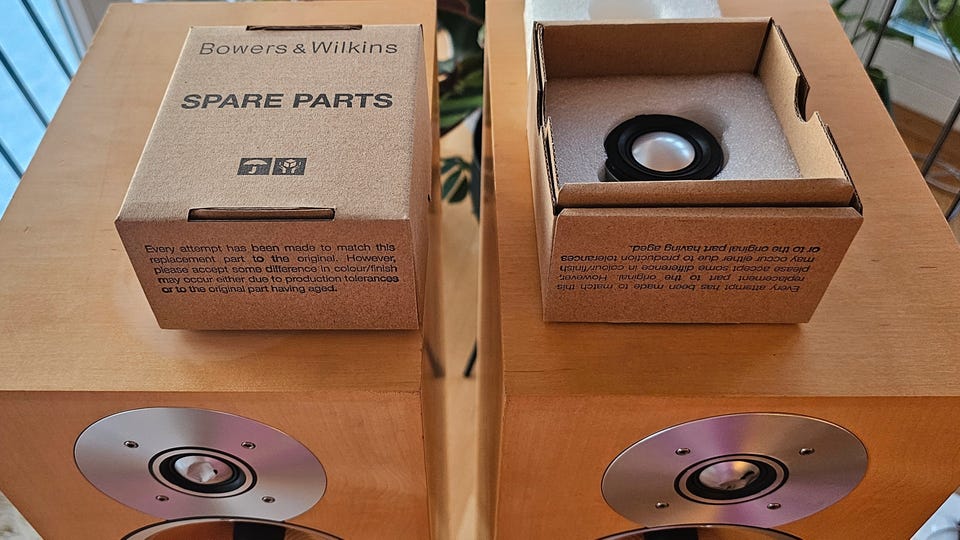 Bowers & Wilkins
SPARE PARTS
Every attempt has been made to match this
replacement part to the original. However,
please accept some difference in colour/finish
may occur either due to production tolerances
or to the original part having aged.
Every attempt has been made to match this
replacement part to the original. However,
please accept some difference in colour/finish
may occur either due to production tolerances
or to the original part having aged.